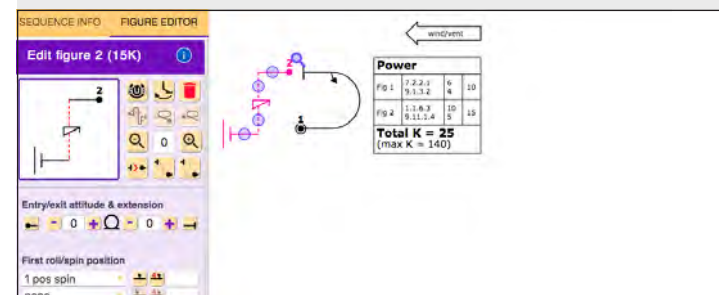 SEQUENCE INFO FIGURE EDITOR
Edit figure 2 (15K)
2
0
Entry/exit attitude & extension
- 0 + - 0 +
First roll/spin position
1 pos spin
2
1
wind/vent
Power
Fig 1 7.2.2.1 6 10
9.1.3.2 4
Fig 2 1.1.6.3 10 15
9.11.1.4 5
Total K = 25
(max K = 140)